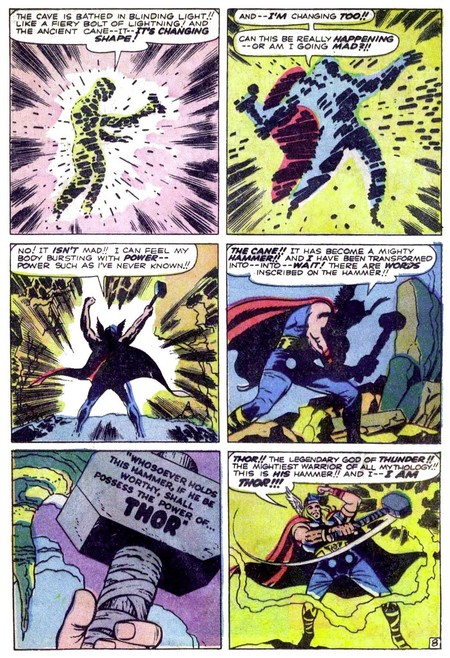 THE CAVE IS BATHED IN BLINDING LIGHT!!
LIKE A FIERY BOLT OF LIGHTNING! AND
THE ANCIENT CANE--IT--IT'S CHANGING
SHAPE!
AND--I'M CHANGING TOO!!
CAN THIS BE REALLY HAPPENING
--OR AM I GOING MAD?!!
NO! IT ISN'T MAD!! I CAN FEEL MY
BODY BURSTING WITH POWER--
POWER SUCH AS I'VE NEVER KNOWN!!
THE CANE!! IT HAS BECOME A MIGHTY
HAMMER!! AND I HAVE BEEN TRANSFORMED
INTO--INTO--WAIT! THERE ARE WORDS
INSCRIBED ON THE HAMMER!!
"WHOSOEVER HOLDS
THIS HAMMER, IF HE BE
WORTHY, SHALL
POSSESS THE POWER OF...
THOR"
THOR!! THE LEGENDARY GOD OF THUNDER!!
THE MIGHTIEST WARRIOR OF ALL MYTHOLOGY!!
THIS IS HIS HAMMER!! AND I--I AM
THOR!!!
8